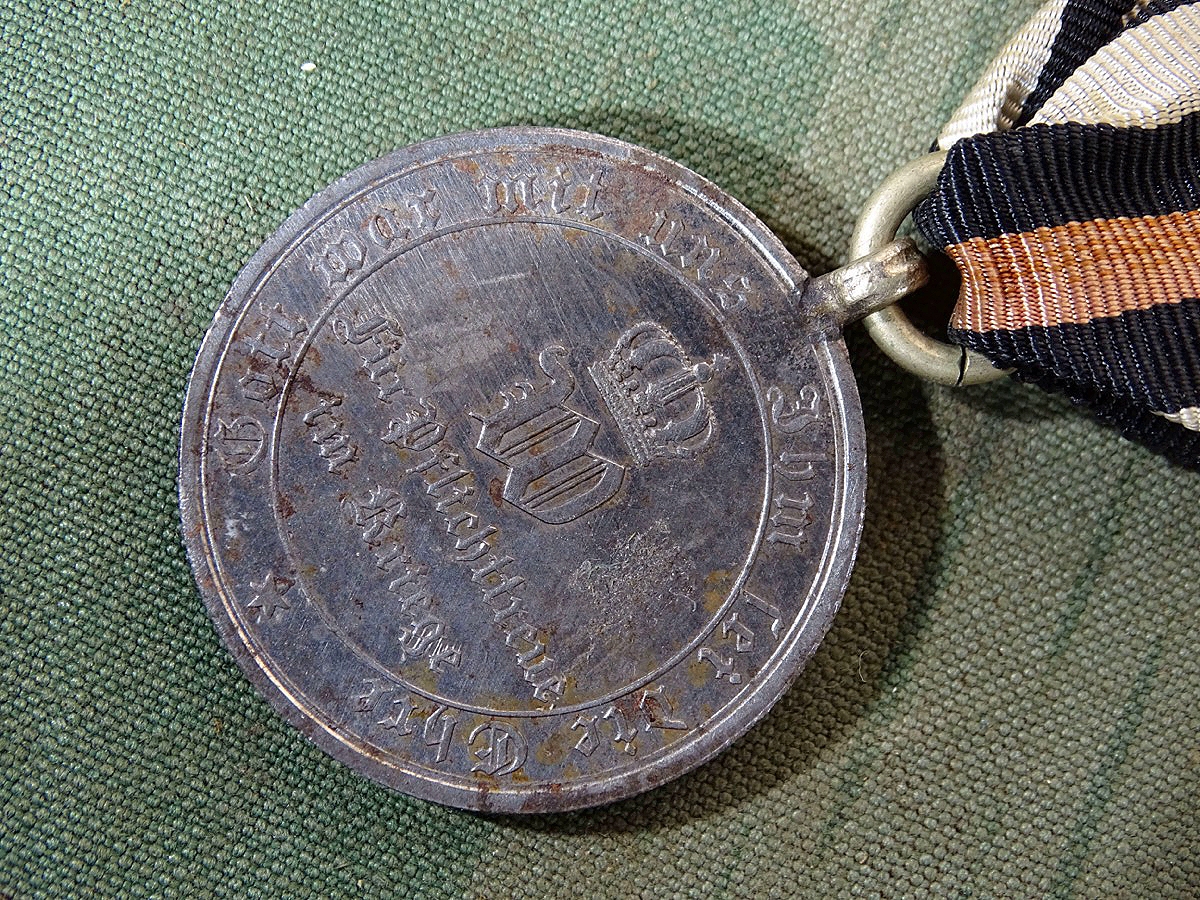 Gott war mit uns Ihm sei Die Ehre
W
Für Pflichttreue
im Kriege